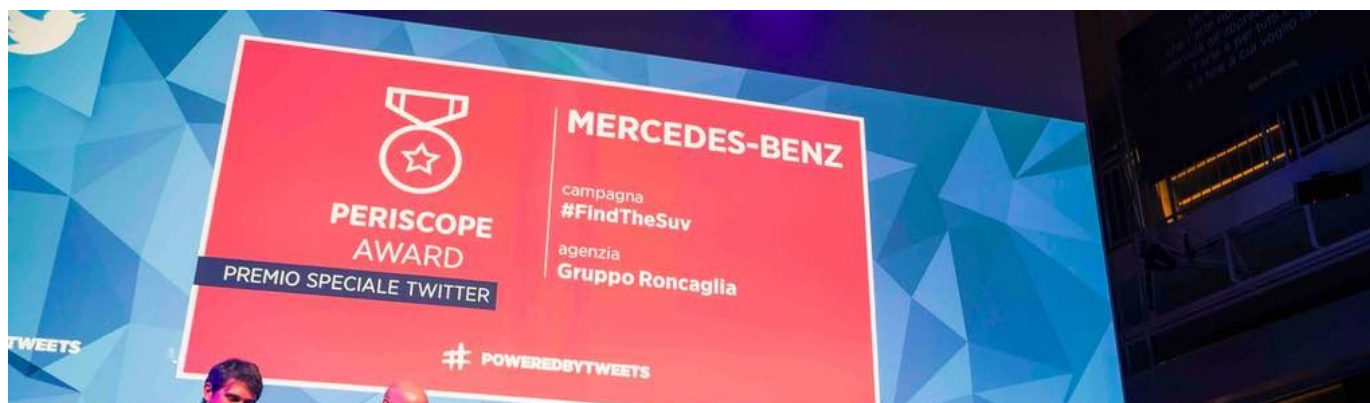 MERCEDES-BENZ
campagna
#FindTheSuv
agenzia
Gruppo Roncaglia
PERISCOPE
AWARD
PREMIO SPECIALE TWITTER
# POWEREDBYTWEETS
TWEETS